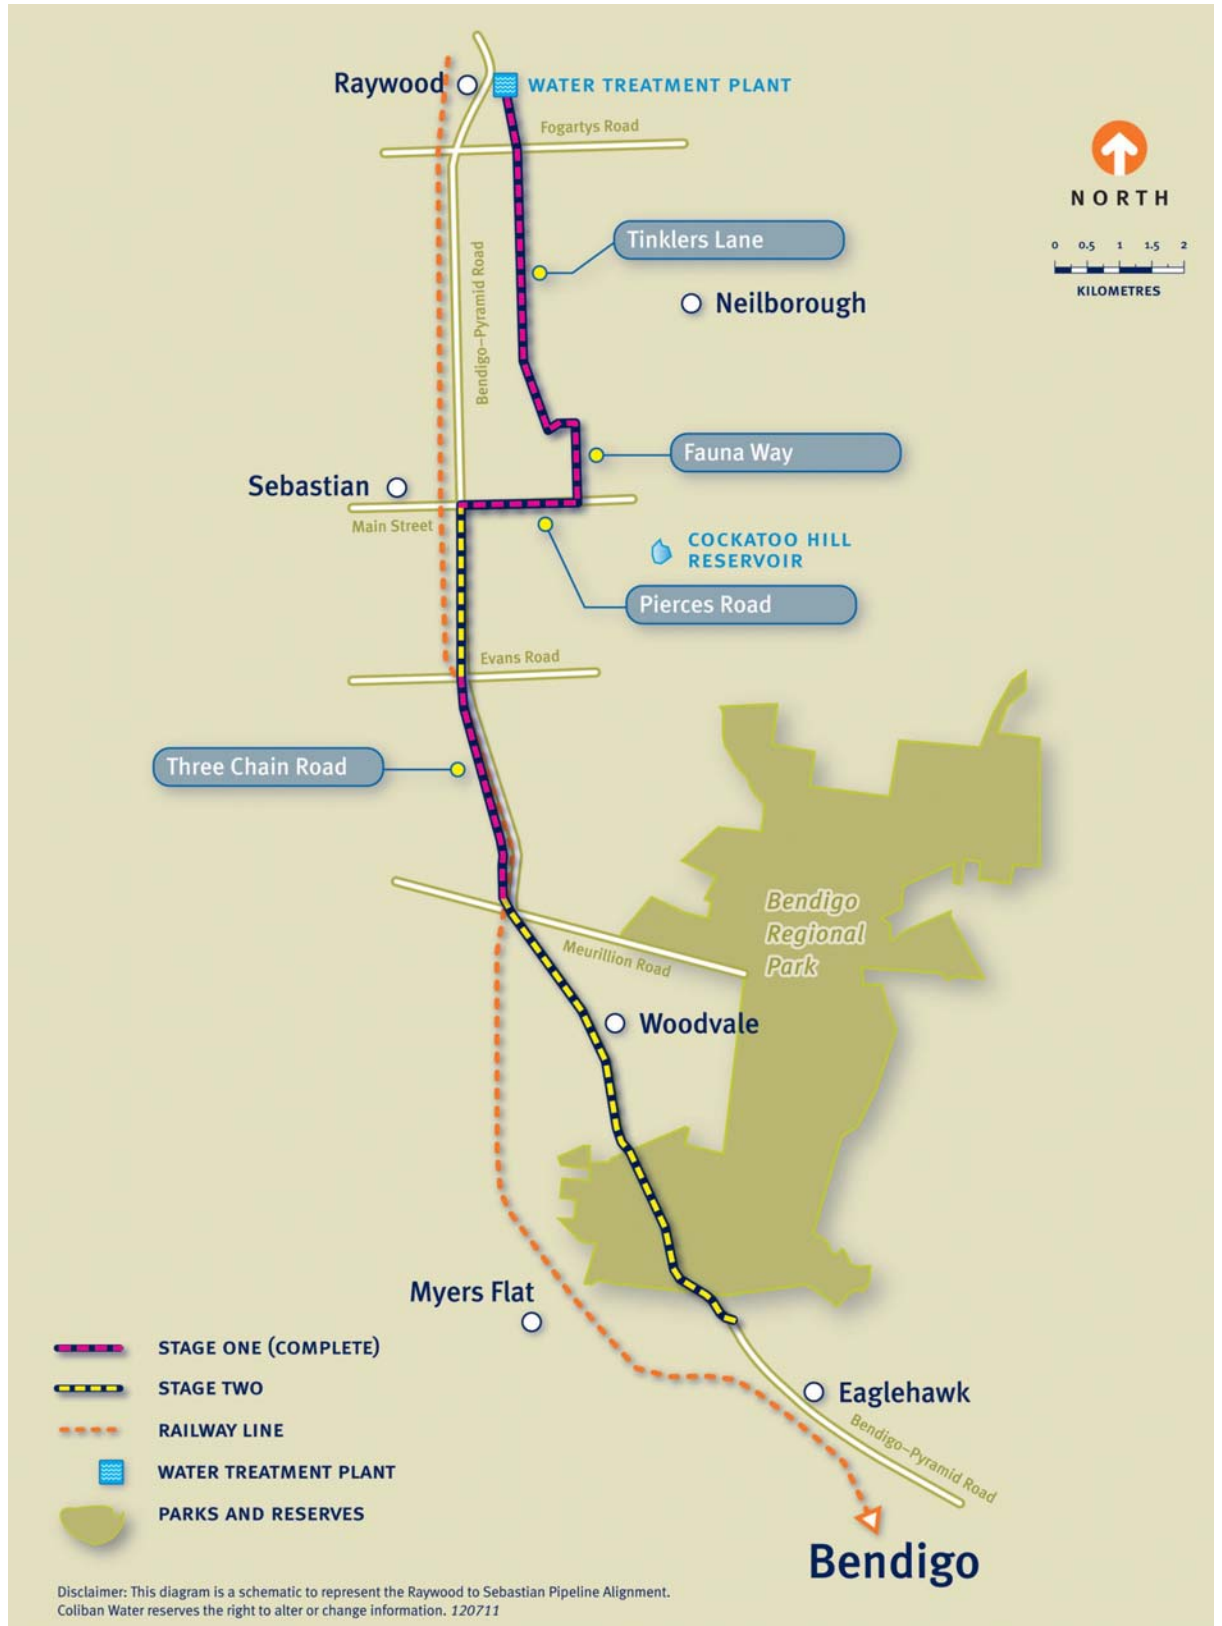 Raywood
WATER TREATMENT PLANT
Fogartys Road
NORTH
0 0.5 1 1.5 2
KILOMETRES
Tinklers Lane
Bendigo–Pyramid Road
Neilborough
Fauna Way
Sebastian
Main Street
COCKATOO HILL
RESERVOIR
Pierces Road
Evans Road
Three Chain Road
Bendigo
Regional
Park
Meurillion Road
Woodvale
Myers Flat
Eaglehawk
Bendigo–Pyramid Road
Bendigo
STAGE ONE (COMPLETE)
STAGE TWO
RAILWAY LINE
WATER TREATMENT PLANT
PARKS AND RESERVES
Disclaimer: This diagram is a schematic to represent the Raywood to Sebastian Pipeline Alignment.
Coliban Water reserves the right to alter or change information. 120711